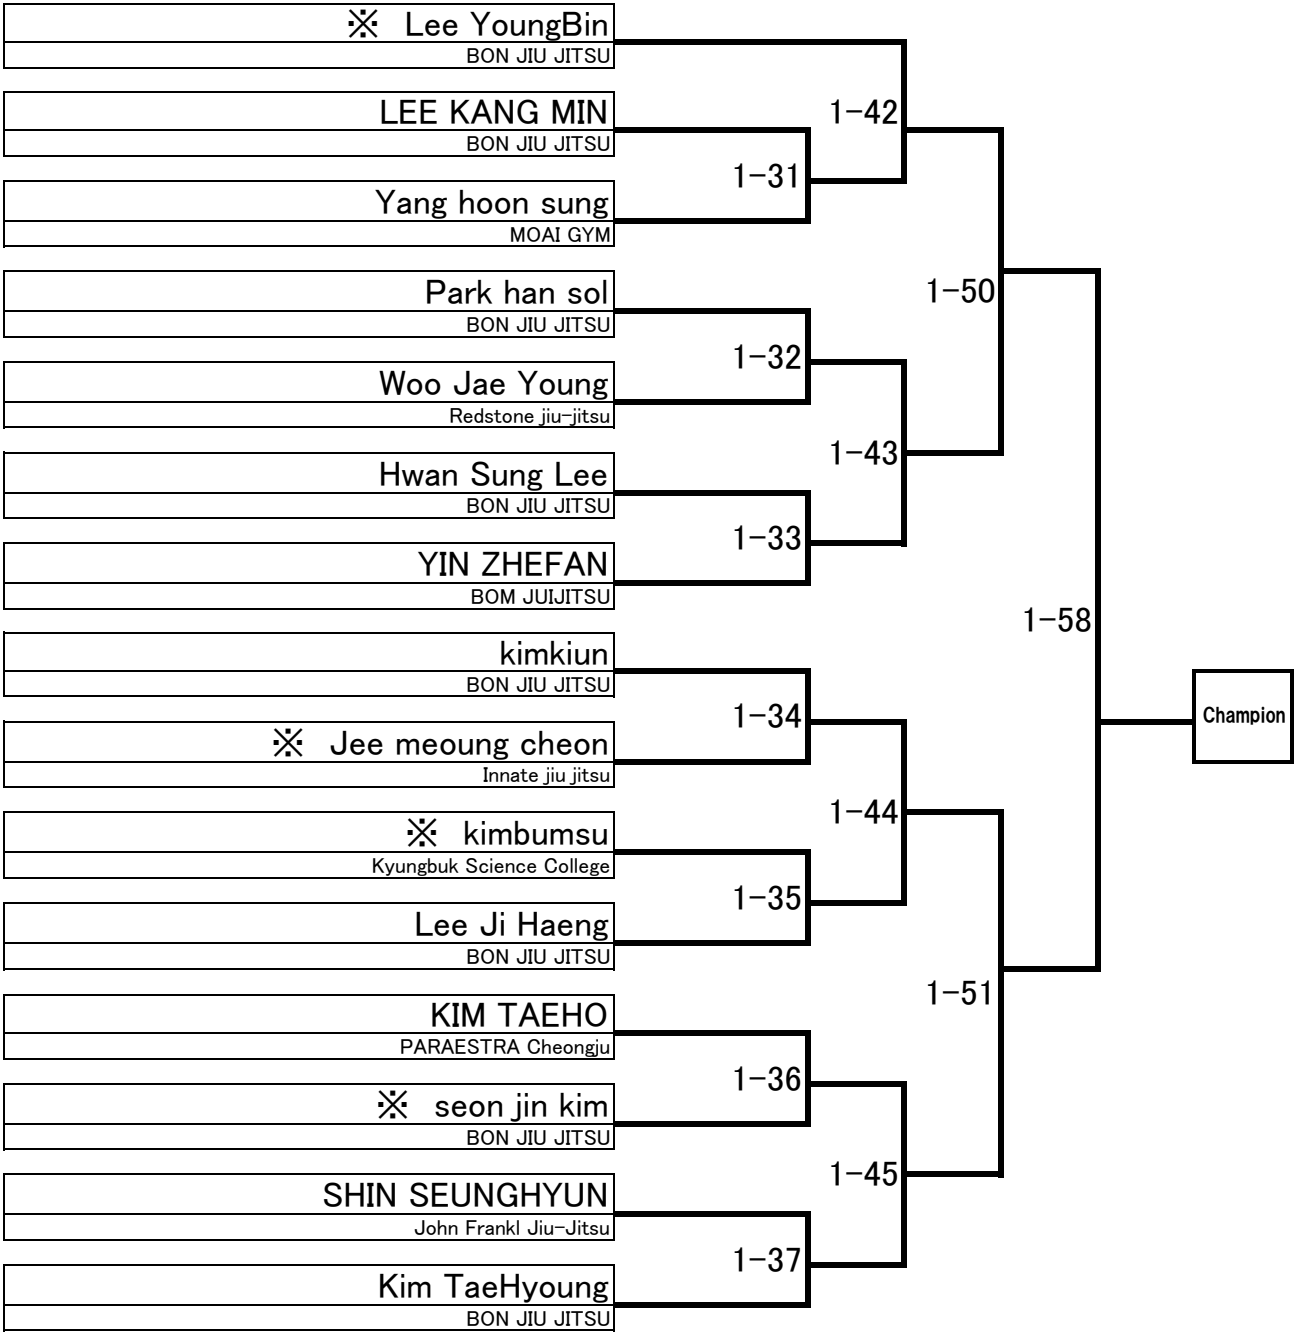 ※ Lee YoungBin
BON JIU JITSU
LEE KANG MIN
BON JIU JITSU
Yang hoon sung
MOAI GYM
Park han sol
BON JIU JITSU
Woo Jae Young
Redstone jiu-jitsu
Hwan Sung Lee
BON JIU JITSU
YIN ZHEFAN
BOM JUIJITSU
kimkiun
BON JIU JITSU
※ Jee meoung cheon
Innate jiu jitsu
※ kimbumsu
Kyungbuk Science College
Lee Ji Haeng
BON JIU JITSU
KIM TAEHO
PARAESTRA Cheongju
※ seon jin kim
BON JIU JITSU
SHIN SEUNGHYUN
John Frankl Jiu-Jitsu
Kim TaeHyoung
BON JIU JITSU
1-31
1-32
1-33
1-34
1-35
1-36
1-37
1-42
1-43
1-44
1-45
1-50
1-51
1-58
Champion